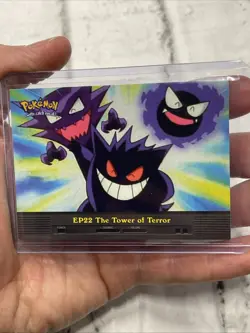 Pokémon
EP22 The Tower of Terror